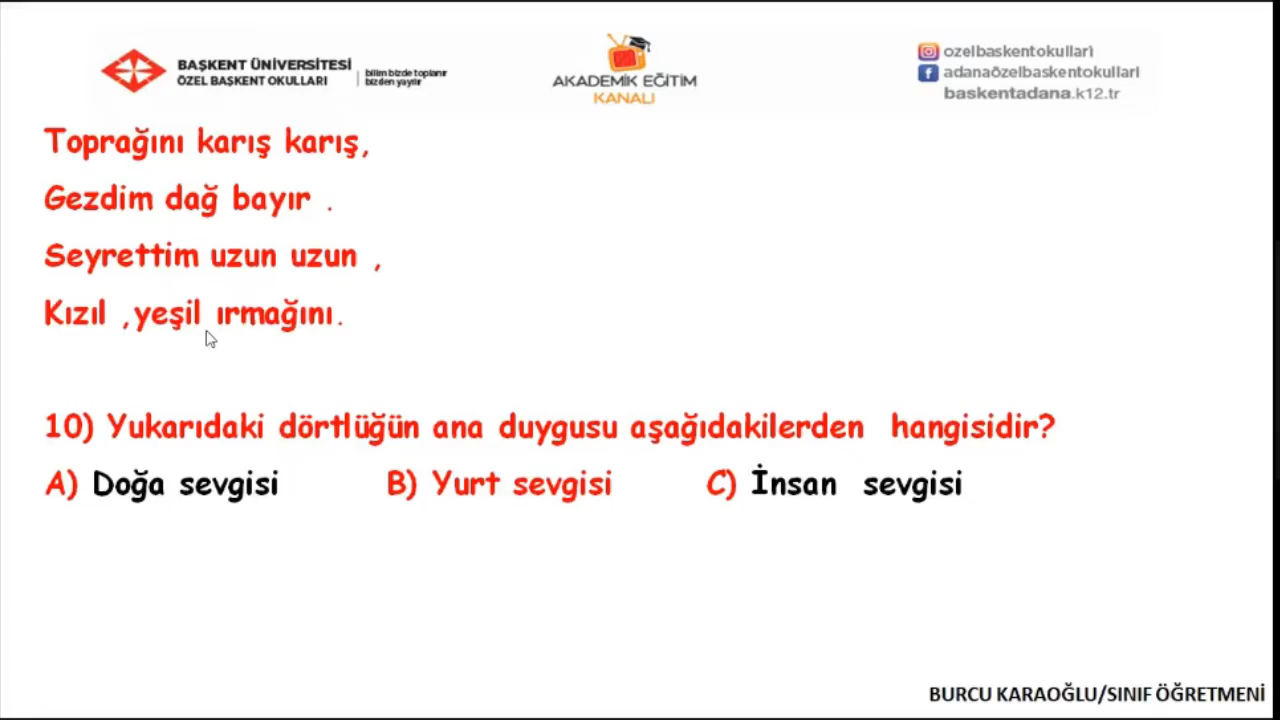 BAŞKENT ÜNİVERSİTESİ
ÖZEL BAŞKENT OKULLARI
bilim bizde toplanır
bizden yayılır
AKADEMİK EĞİTİM
KANALI
ozelbaskentokullari
adanaözelbaskentokullari
baskentadana.k12.tr
Toprağını karış karış,
Gezdim dağ bayır .
Seyrettim uzun uzun ,
Kızıl ,yeşil ırmağını.
10) Yukarıdaki dörtlüğün ana duygusu aşağıdakilerden hangisidir?
A) Doğa sevgisi B) Yurt sevgisi C) İnsan sevgisi
BURCU KARAOĞLU/SINIF ÖĞRETMENİ